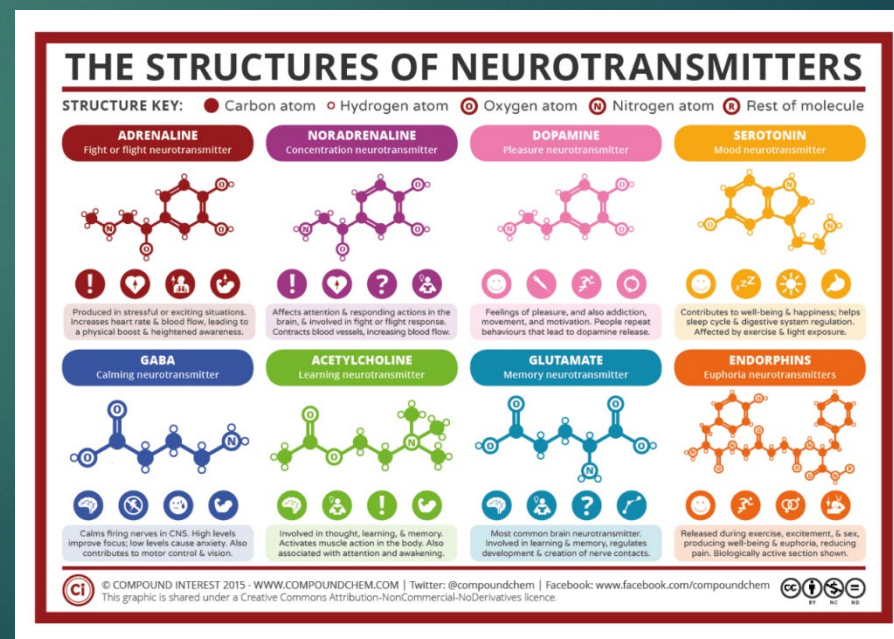 THE STRUCTURES OF NEUROTRANSMITTERS
STRUCTURE KEY: Carbon atom Hydrogen atom O Oxygen atom N Nitrogen atom R Rest of molecule
ADRENALINE
Fight or flight neurotransmitter
Produced in stressful or exciting situations.
Increases heart rate & blood flow, leading to
a physical boost & heightened awareness.
NORADRENALINE
Concentration neurotransmitter
Affects attention & responding actions in the
brain, & involved in fight or flight response.
Contracts blood vessels, increasing blood flow.
DOPAMINE
Pleasure neurotransmitter
Feelings of pleasure, and also addiction,
movement, and motivation. People repeat
behaviours that lead to dopamine release.
SEROTONIN
Mood neurotransmitter
Contributes to well-being & happiness; helps
sleep cycle & digestive system regulation.
Affected by exercise & light exposure.
GABA
Calming neurotransmitter
Calms firing nerves in CNS. High levels
improve focus; low levels cause anxiety. Also
contributes to motor control & vision.
ACETYLCHOLINE
Learning neurotransmitter
Involved in thought, learning, & memory.
Activates muscle action in the body. Also
associated with attention and awakening.
GLUTAMATE
Memory neurotransmitter
Most common brain neurotransmitter.
Involved in learning & memory, regulates
development & creation of nerve contacts.
ENDORPHINS
Euphoria neurotransmitters
Released during exercise, excitement, & sex,
producing well-being & euphoria, reducing
pain. Biologically active section shown.
Ci © COMPOUND INTEREST 2015 - WWW.COMPOUNDCHEM.COM | Twitter: @compoundchem | Facebook: www.facebook.com/compoundchem
This graphic is shared under a Creative Commons Attribution-NonCommercial-NoDerivatives licence.
cc BY NC ND